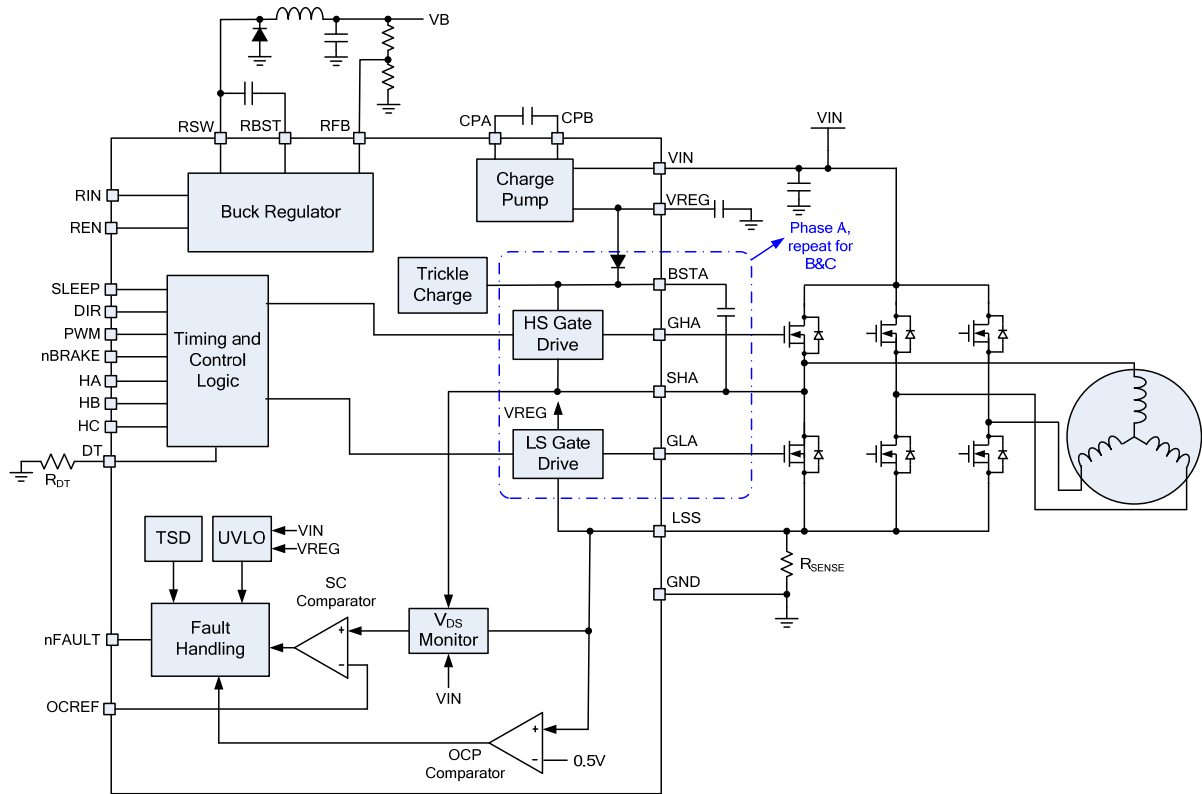 VB
RSW
RBST
RFB
CPA
CPB
VIN
RIN
REN
Buck Regulator
Charge
Pump
VIN
VREG
Phase A,
repeat for
B&C
Trickle
Charge
BSTA
SLEEP
DIR
PWM
nBRAKE
HA
HB
HC
DT
RDT
Timing and
Control
Logic
HS Gate
Drive
GHA
SHA
VREG
LS Gate
Drive
GLA
LSS
RSENSE
GND
TSD
UVLO
VIN
VREG
SC
Comparator
+
−
Fault
Handling
nFAULT
VDS
Monitor
VIN
OCREF
OCP
Comparator
+
−
0.5V